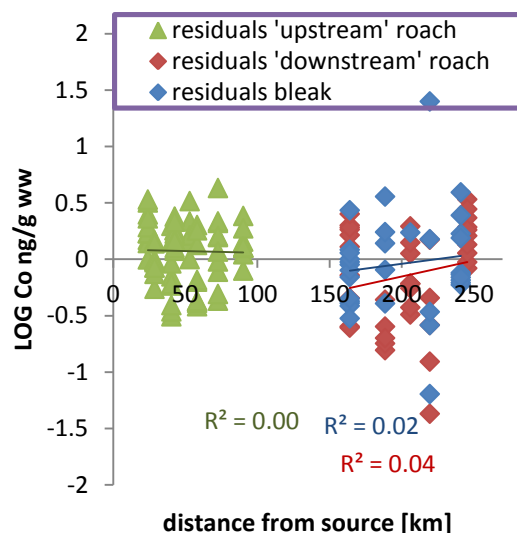 residuals 'upstream' roach
residuals 'downstream' roach
residuals bleak
2
1.5
1
0.5
0
-0.5
-1
-1.5
-2
0 50 100 150 200 250
LOG Co ng/g ww
R² = 0.00
R² = 0.02
R² = 0.04
distance from source [km]